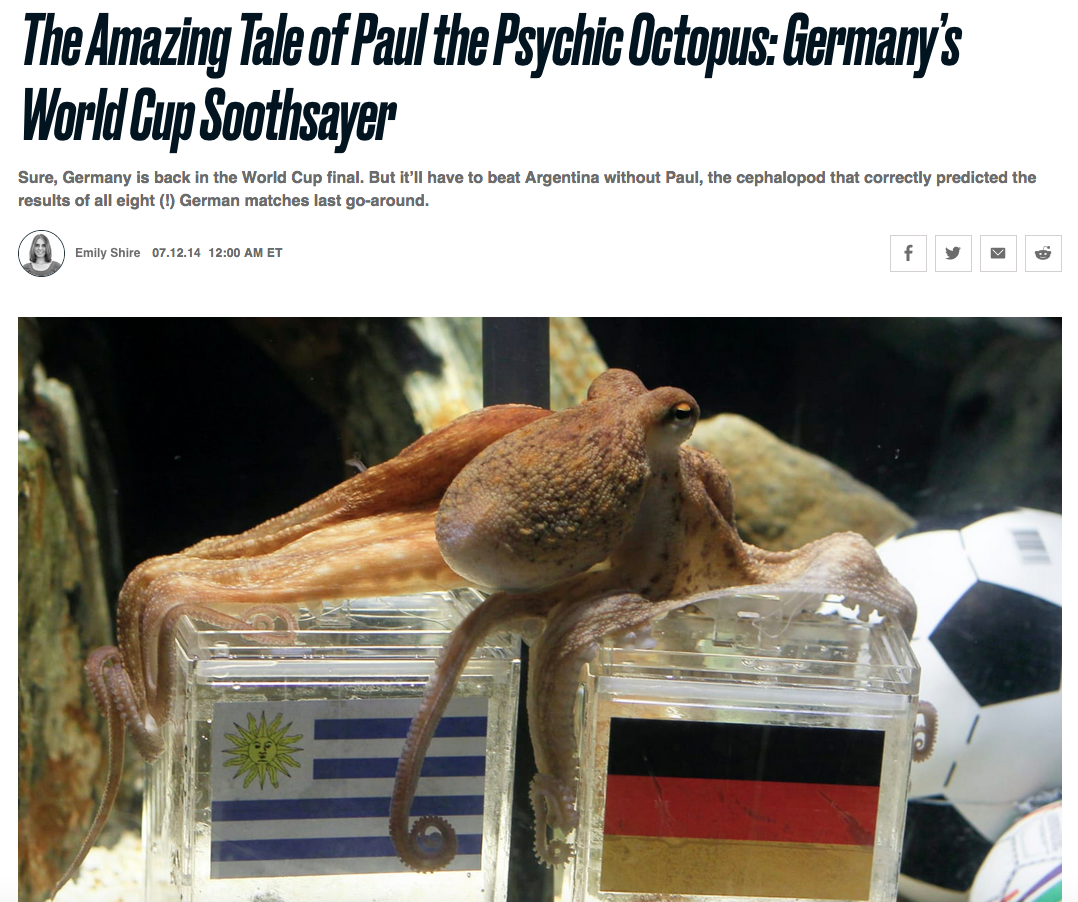 The Amazing Tale of Paul the Psychic Octopus: Germany's
World Cup Soothsayer
Sure, Germany is back in the World Cup final. But it'll have to beat Argentina without Paul, the cephalopod that correctly predicted the
results of all eight (!) German matches last go-around.
Emily Shire 07.12.14 12:00 AM ET